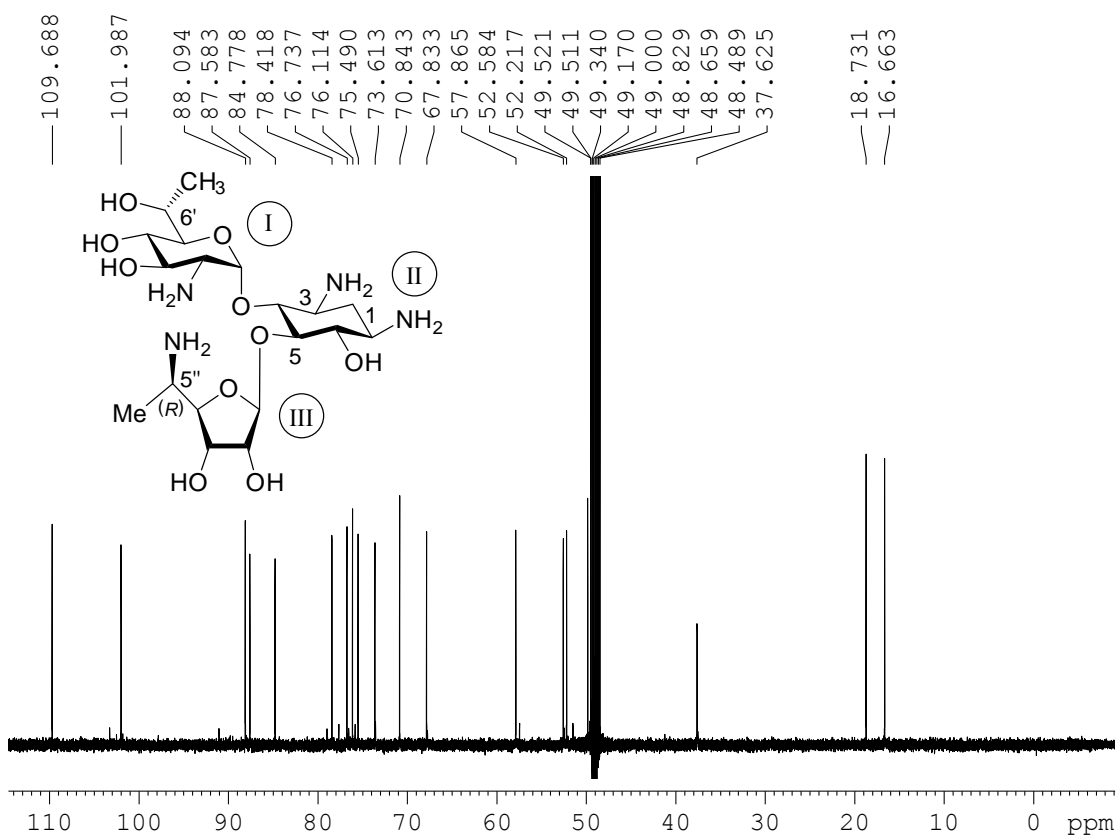 109.688
101.987
88.094
87.583
84.778
78.418
76.737
76.114
75.490
73.613
70.843
67.833
57.865
52.584
52.217
49.521
49.511
49.340
49.170
49.000
48.829
48.659
48.489
37.625
18.731
16.663
CH3
HO
6'
I
HO
O
HO
H2N
NH2
II
O
3
1
NH2
NH2
O
5
OH
5''
O
Me
(R)
III
HO
OH
110 100 90 80 70 60 50 40 30 20 10 0 ppm